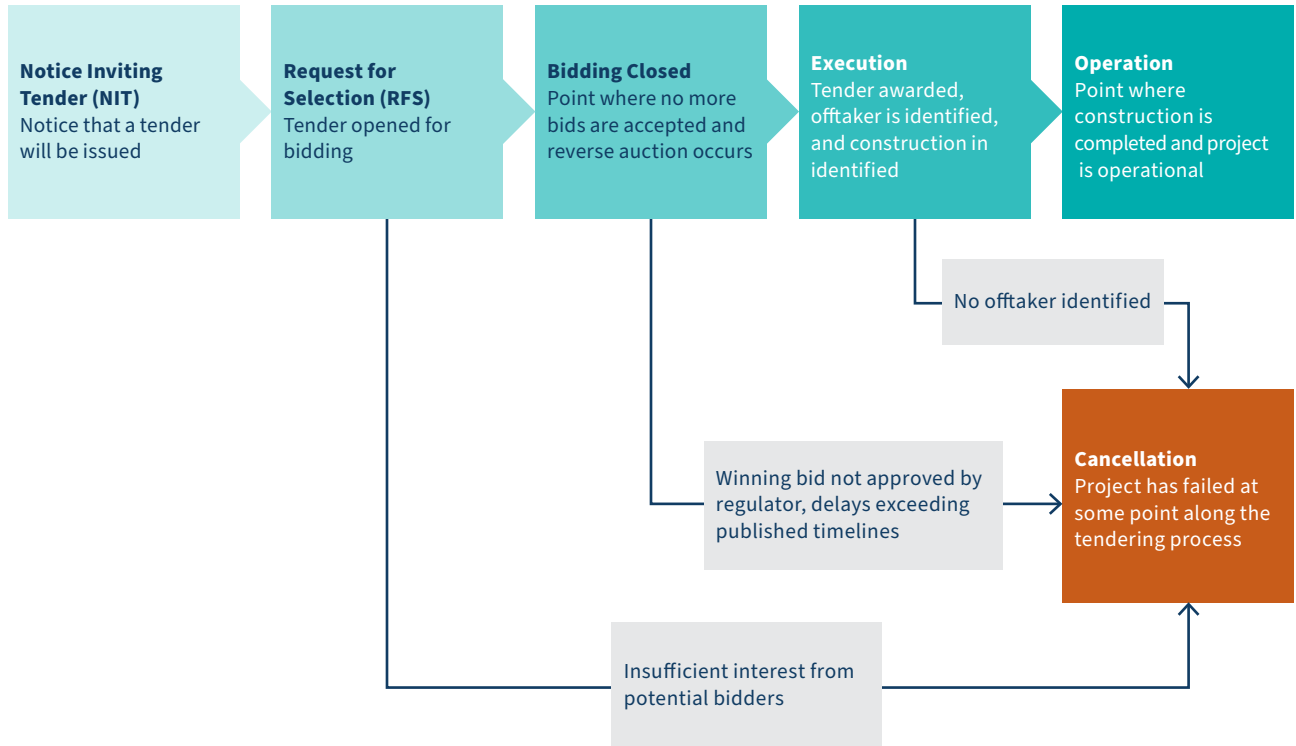 Notice Inviting
Tender (NIT)
Notice that a tender
will be issued
Request for
Selection (RFS)
Tender opened for
bidding
Bidding Closed
Point where no more
bids are accepted and
reverse auction occurs
Execution
Tender awarded,
offtaker is identified,
and construction in
identified
Operation
Point where
construction is
completed and project
is operational
No offtaker identified
Winning bid not approved by
regulator, delays exceeding
published timelines
Cancellation
Project has failed at
some point along the
tendering process
Insufficient interest from
potential bidders